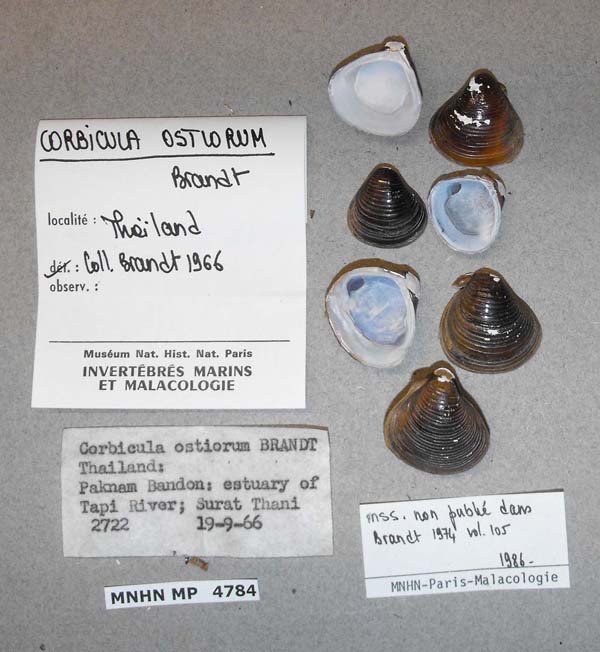 CORBICULA OSTIORUM
Brandt
localité : Thaïland
dét. : Coll. Brandt 1966
observ. :
Muséum Nat. Hist. Nat. Paris
INVERTÉBRÉS MARINS
ET MALACOLOGIE
Corbicula ostiorum BRANDT
Thailand:
Paknam Bandon: estuary of
Tapi River; Surat Thani
2722 19-9-66
mss. non publié dans
Brandt 1974 vol. 105
1986-
MNHN-Paris-Malacologie
MNHN MP 4784